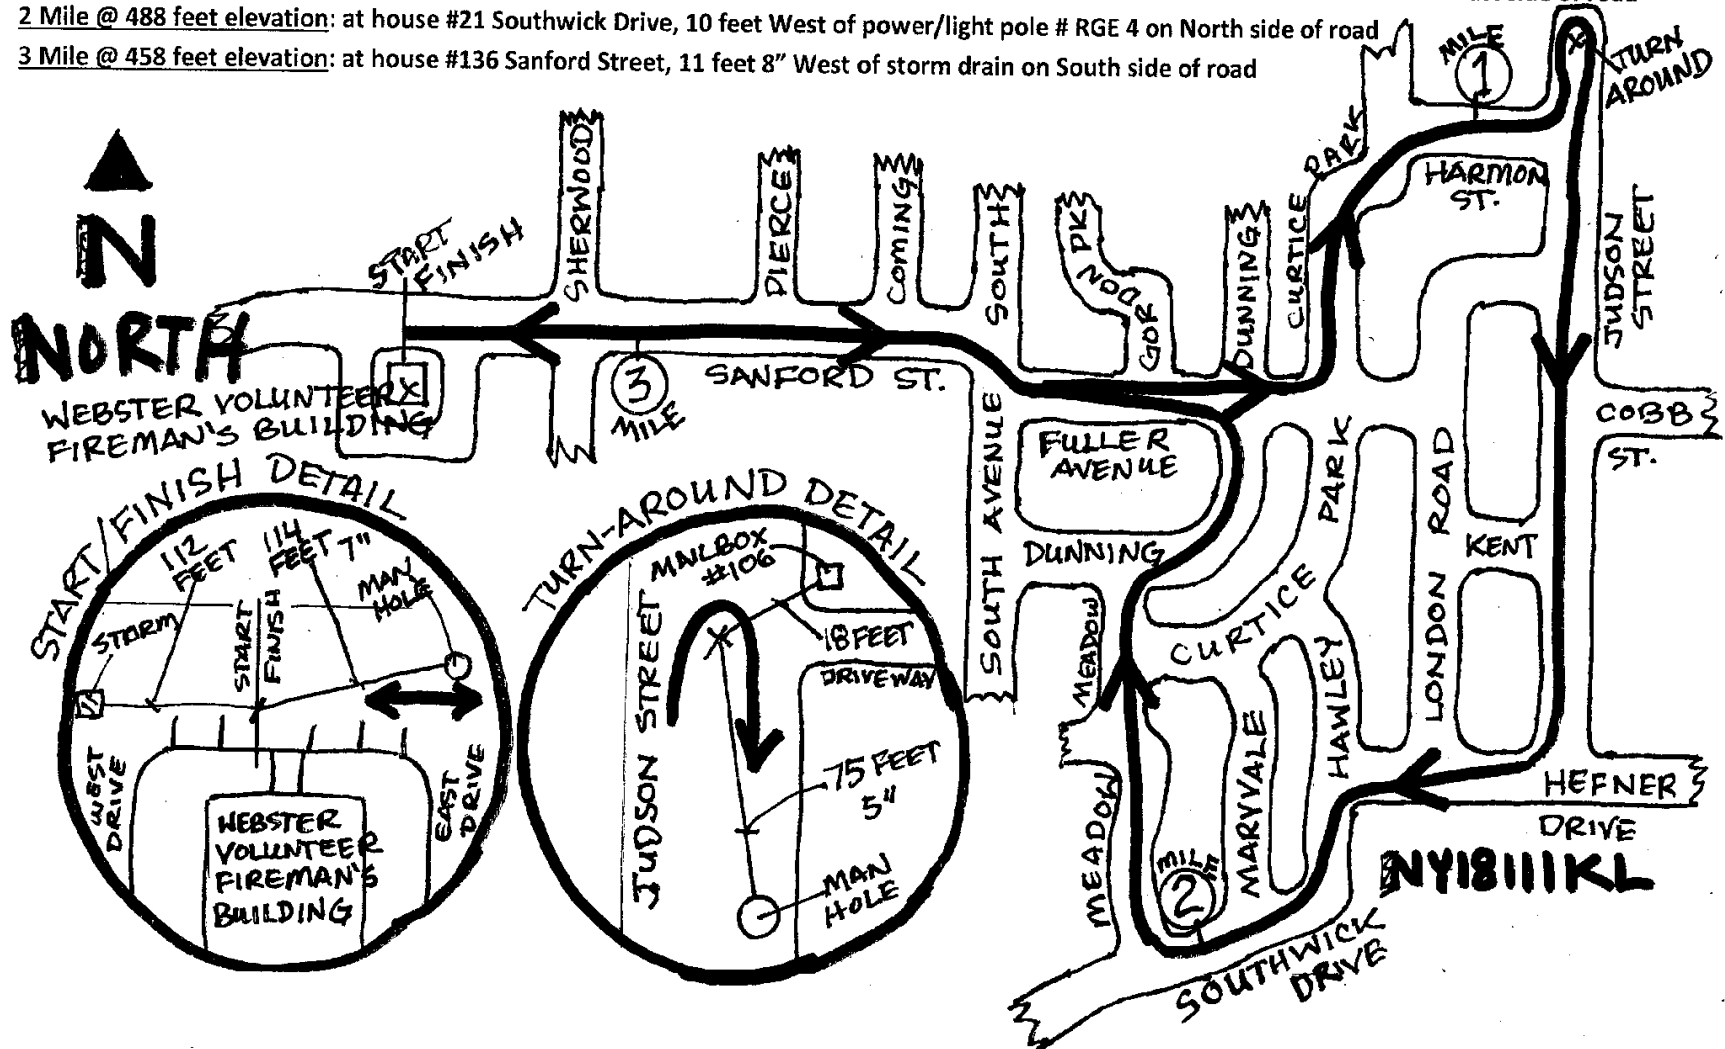 2 Mile @ 488 feet elevation: at house #21 Southwick Drive, 10 feet West of power/light pole # RGE 4 on North side of road
3 Mile @ 458 feet elevation: at house #136 Sanford Street, 11 feet 8” West of storm drain on South side of road
MILE
1
TURN
AROUND
N
NORTH
START
FINISH
SHERWOOD
PIERCE
COMING
SOUTH
GORDON PK
DUNNING
CURTICE PARK
HARMON
ST.
JUDSON
STREET
WEBSTER VOLUNTEER
FIREMAN'S BUILDING
3
MILE
SANFORD ST.
SOUTH AVENUE
FULLER
AVENUE
DUNNING
COBB
ST.
KENT
LONDON ROAD
HAWLEY
PARK
CURTICE
MEADOW
MEADOW
MARYVALE
MILE
2
HEFNER
DRIVE
SOUTHWICK
DRIVE
NY18111KL
START/FINISH DETAIL
112
FEET
114
FEET 7"
MAN
HOLE
STORM
START
FINISH
WEST
DRIVE
EAST
DRIVE
WEBSTER
VOLUNTEER
FIREMAN'S
BUILDING
TURN-AROUND DETAIL
MAILBOX
#106
18 FEET
DRIVEWAY
JUDSON STREET
75 FEET
5"
MAN
HOLE